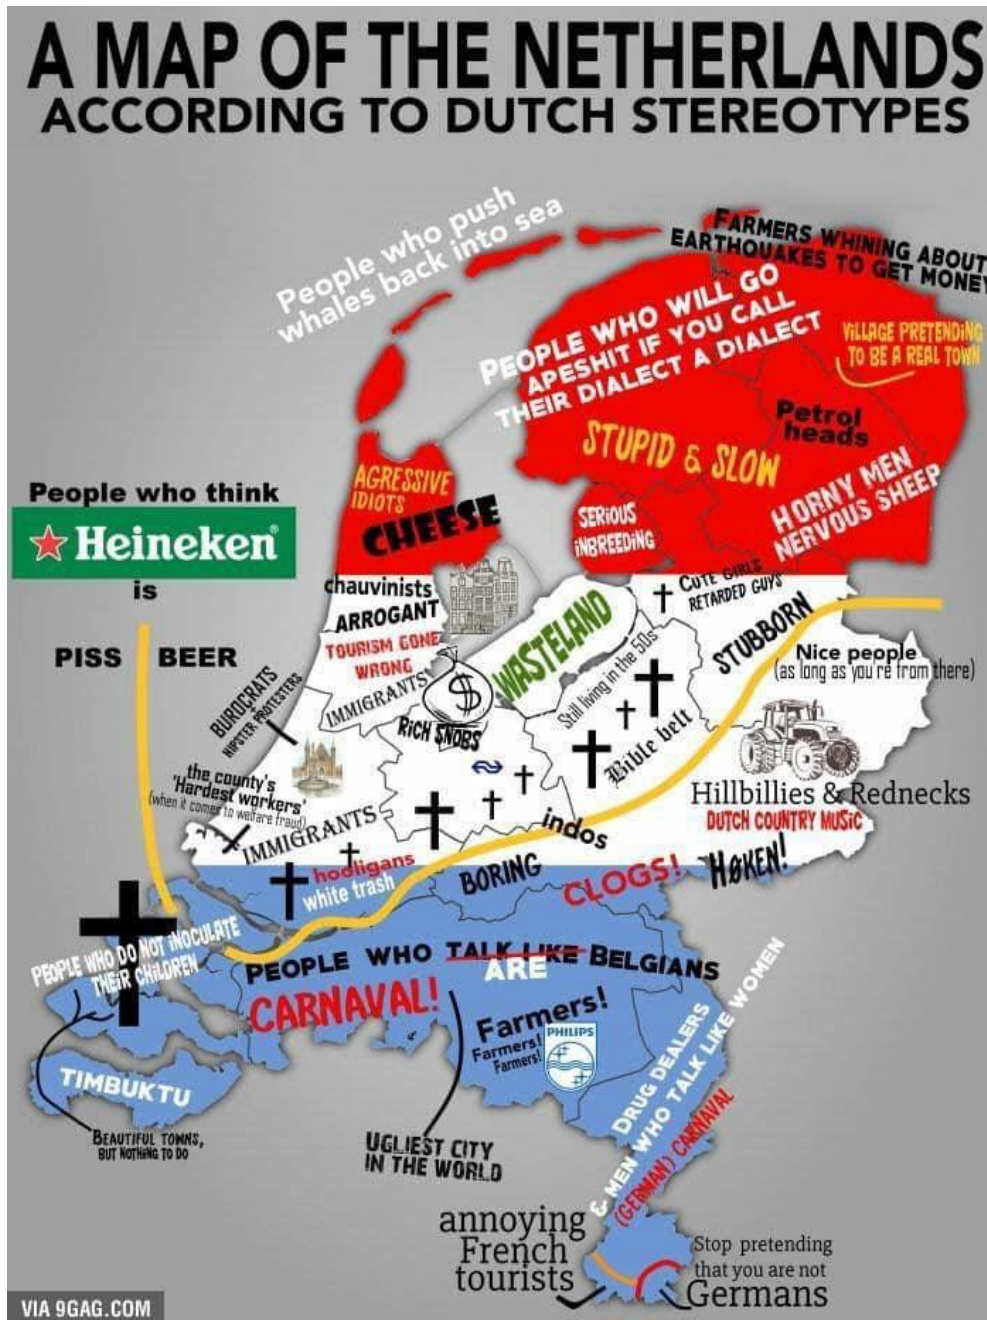 A MAP OF THE NETHERLANDS
ACCORDING TO DUTCH STEREOTYPES
People who push
whales back into sea
FARMERS WHINING ABOUT
EARTHQUAKES TO GET MONEY
PEOPLE WHO WILL GO
APESHIT IF YOU CALL
THEIR DIALECT A DIALECT
VILLAGE PRETENDING
TO BE A REAL TOWN
Petrol
heads
STUPID & SLOW
HORNY MEN
NERVOUS SHEEP
AGRESSIVE
IDIOTS
CHEESE
SERIOUS
INBREEDING
People who think
Heineken®
is
PISS
BEER
chauvinists
ARROGANT
TOURISM GONE
WRONG
IMMIGRANTS
$
RICH SNOBS
WASTELAND
CUTE GIRLS
RETARDED GUYS
STUBBORN
Nice people
(as long as you're from there)
Still living in the 50s
Bible belt
BUROCRATS
HIPSTER PROTESTERS
the county's
'Hardest workers'
(when it comes to welfare fraud)
IMMIGRANTS
Hillbillies & Rednecks
DUTCH COUNTRY MUSIC
HØKEN!
indos
hooligans
white trash
BORING
CLOGS!
PEOPLE WHO DO NOT INOCULATE
THEIR CHILDREN
PEOPLE WHO TALK LIKE BELGIANS
ARE
CARNAVAL!
Farmers!
Farmers!
Farmers!
PHILIPS
TIMBUKTU
BEAUTIFUL TOWNS,
BUT NOTHING TO DO
UGLIEST CITY
IN THE WORLD
DRUG DEALERS
& MEN WHO TALK LIKE WOMEN
(GERMAN) CARNAVAL
annoying
French
tourists
Stop pretending
that you are not
Germans
VIA 9GAG.COM